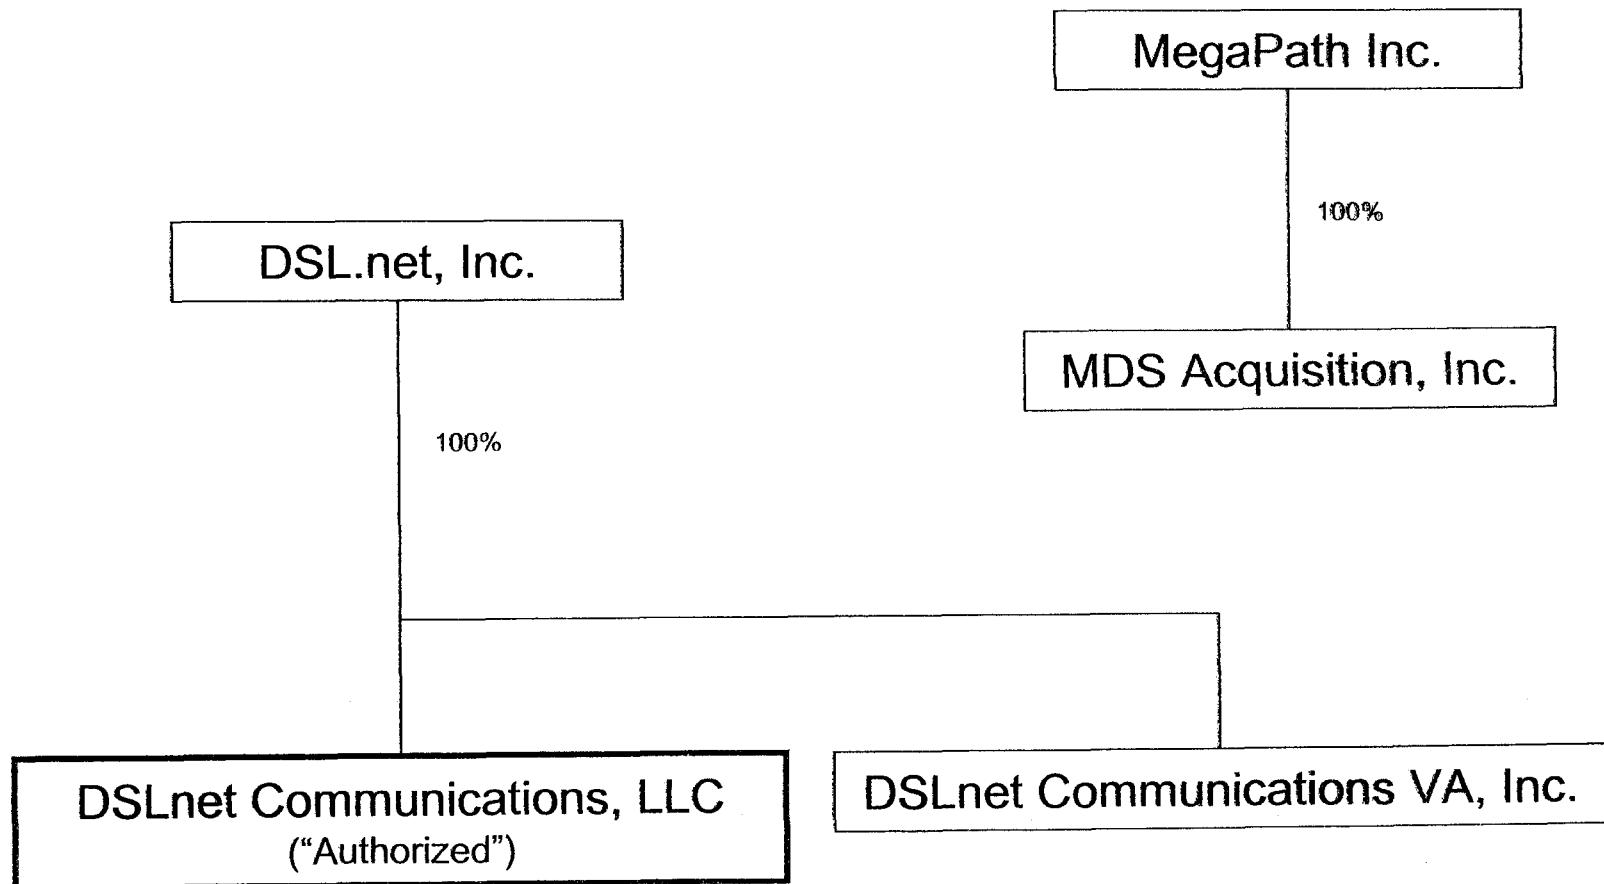 MegaPath Inc.
100%
DSL.net, Inc.
MDS Acquisition, Inc.
100%
DSLnet Communications, LLC
(“Authorized”)
DSLnet Communications VA, Inc.